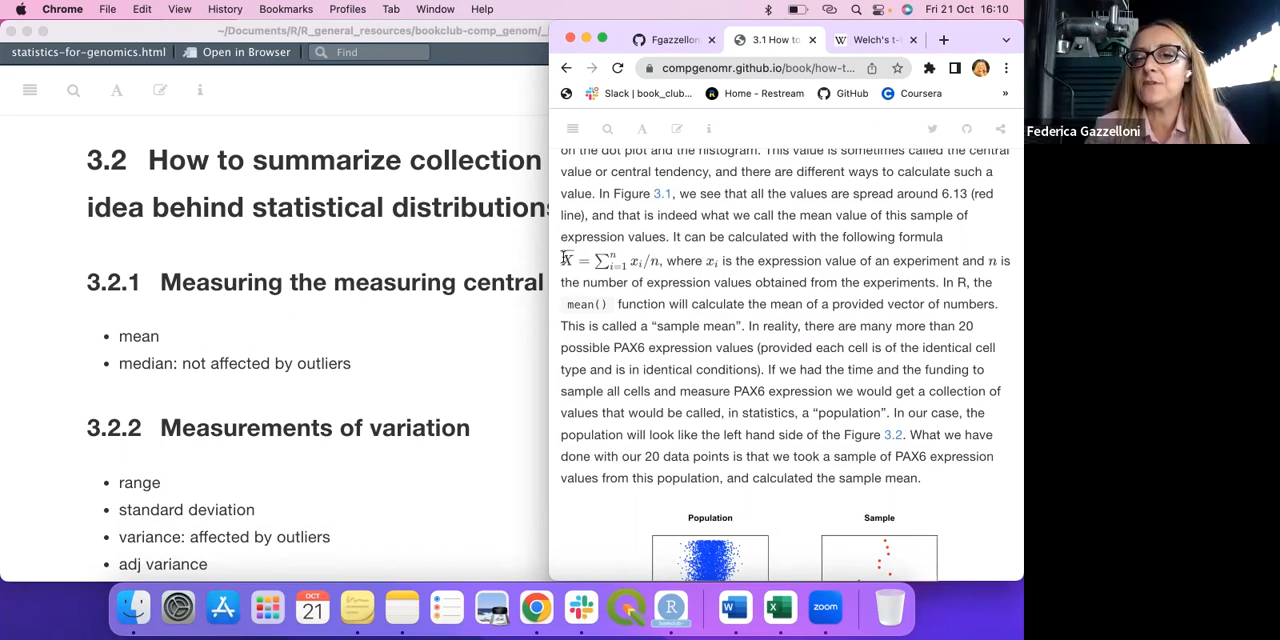 Chrome File Edit View History Bookmarks Profiles Tab Window Help
Fri 21 Oct 16:10
~/Documents/R/R_general_resources/bookclub-comp_genom/_
statistics-for-genomics.html Open in Browser Find
3.2 How to summarize collection
idea behind statistical distributions
3.2.1 Measuring the measuring central
• mean
• median: not affected by outliers
3.2.2 Measurements of variation
• range
• standard deviation
• variance: affected by outliers
• adj variance
Fgazzellon
3.1 How to
Welch's t-
compgenomr.github.io/book/how-t...
Slack | book_club... Home - Restream GitHub Coursera »
on the dot plot and the histogram. This value is sometimes called the central
value or central tendency, and there are different ways to calculate such a
value. In Figure 3.1, we see that all the values are spread around 6.13 (red
line), and that is indeed what we call the mean value of this sample of
expression values. It can be calculated with the following formula
X̄ = ∑ⁿᵢ₌₁ xᵢ/n, where xᵢ is the expression value of an experiment and n is
the number of expression values obtained from the experiments. In R, the
mean() function will calculate the mean of a provided vector of numbers.
This is called a “sample mean”. In reality, there are many more than 20
possible PAX6 expression values (provided each cell is of the identical cell
type and is in identical conditions). If we had the time and the funding to
sample all cells and measure PAX6 expression we would get a collection of
values that would be called, in statistics, a “population”. In our case, the
population will look like the left hand side of the Figure 3.2. What we have
done with our 20 data points is that we took a sample of PAX6 expression
values from this population, and calculated the sample mean.
Population Sample
Federica Gazzelloni
OCT
21
R
W
X
zoom